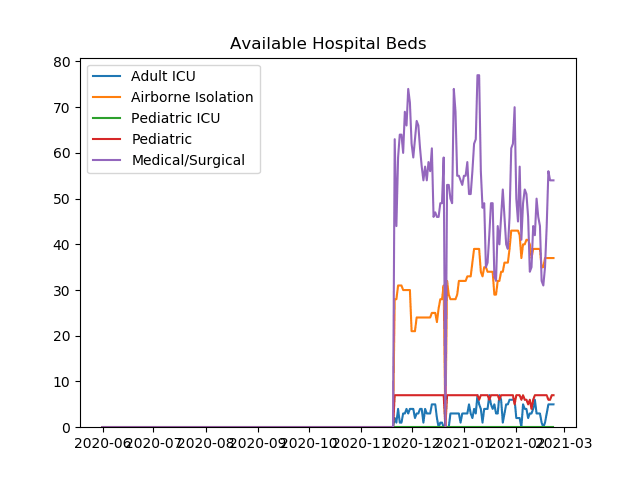 Available Hospital Beds
80
70
60
50
40
30
20
10
0
Adult ICU
Airborne Isolation
Pediatric ICU
Pediatric
Medical/Surgical
2020-06 2020-07 2020-08 2020-09 2020-10 2020-11 2020-12 2021-01 2021-02 2021-03